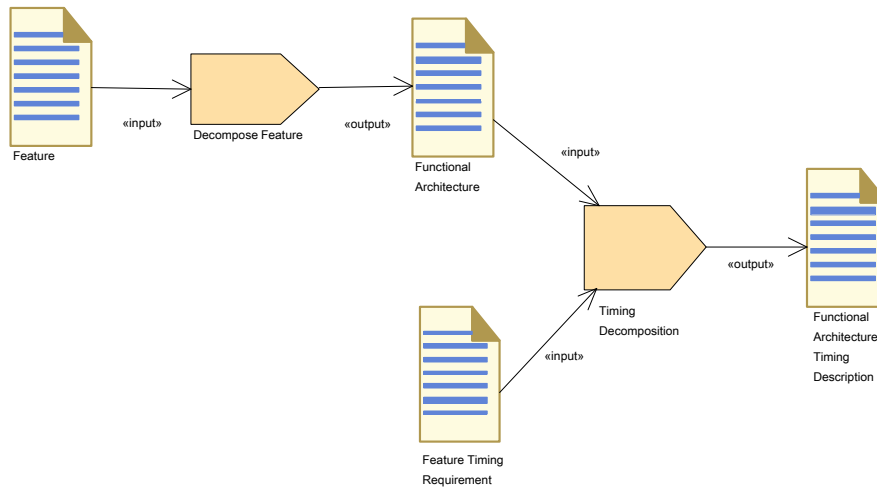 Feature
«input»
Decompose Feature
«output»
Functional
Architecture
«input»
Feature Timing
Requirement
«input»
Timing
Decomposition
«output»
Functional
Architecture
Timing
Description